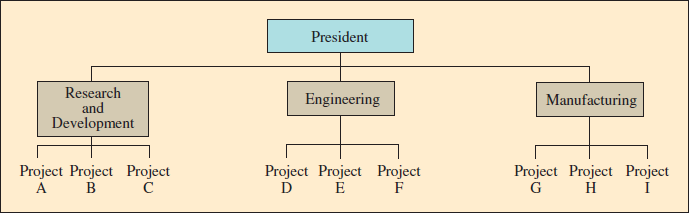 President
Research
and
Development
Engineering
Manufacturing
Project Project Project
A B C
Project Project Project
D E F
Project Project Project
G H I